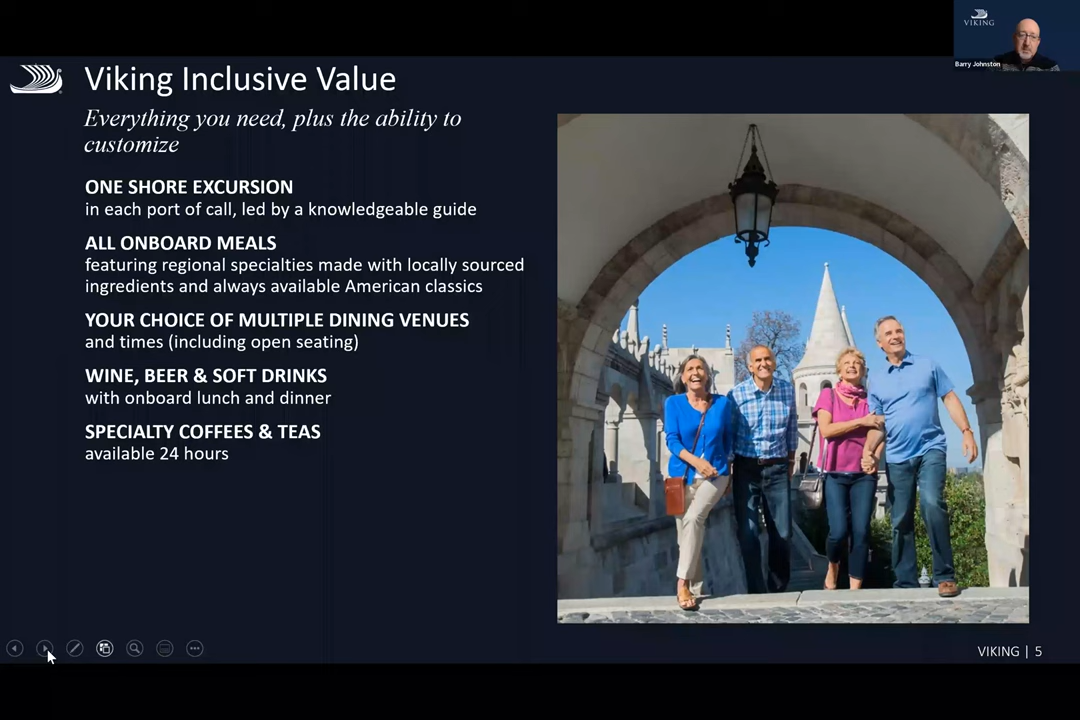 VIKING
Barry Johnston
Viking Inclusive Value
Everything you need, plus the ability to
customize
ONE SHORE EXCURSION
in each port of call, led by a knowledgeable guide
ALL ONBOARD MEALS
featuring regional specialties made with locally sourced
ingredients and always available American classics
YOUR CHOICE OF MULTIPLE DINING VENUES
and times (including open seating)
WINE, BEER & SOFT DRINKS
with onboard lunch and dinner
SPECIALTY COFFEES & TEAS
available 24 hours
VIKING | 5